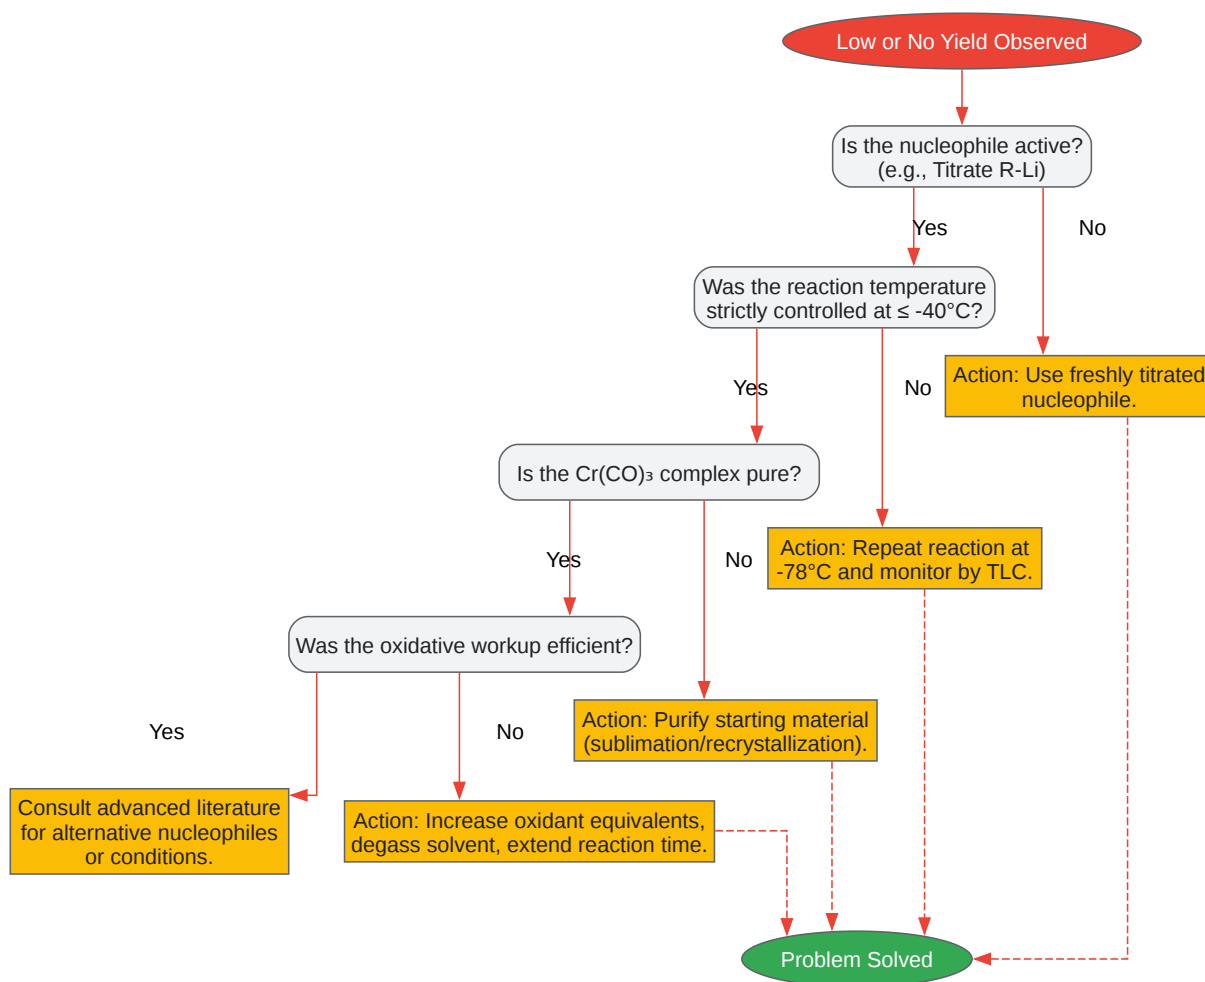 Low or No Yield Observed
Is the nucleophile active?
(e.g., Titrate R-Li)
Yes
No
Was the reaction temperature
strictly controlled at ≤ -40°C?
Action: Use freshly titrated
nucleophile.
Yes
No
Is the Cr(CO)₃ complex pure?
Action: Repeat reaction at
-78°C and monitor by TLC.
Yes
No
Was the oxidative workup efficient?
Action: Purify starting material
(sublimation/recrystallization).
Yes
No
Consult advanced literature
for alternative nucleophiles
or conditions.
Action: Increase oxidant equivalents,
degass solvent, extend reaction time.
Problem Solved